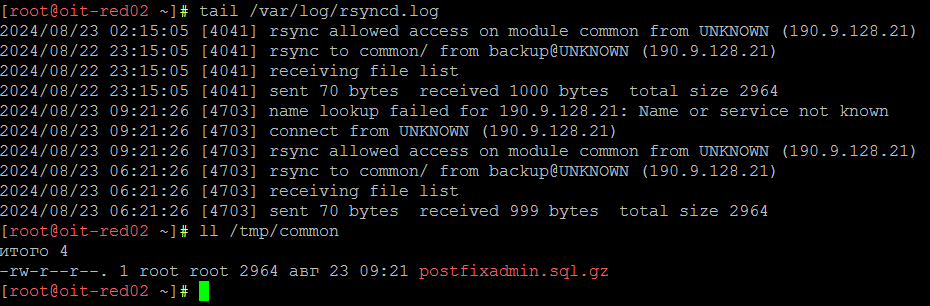 [root@oit-red02 ~]# tail /var/log/rsyncd.log
2024/08/23 02:15:05 [4041] rsync allowed access on module common from UNKNOWN (190.9.128.21)
2024/08/22 23:15:05 [4041] rsync to common/ from backup@UNKNOWN (190.9.128.21)
2024/08/22 23:15:05 [4041] receiving file list
2024/08/22 23:15:05 [4041] sent 70 bytes  received 1000 bytes  total size 2964
2024/08/23 09:21:26 [4703] name lookup failed for 190.9.128.21: Name or service not known
2024/08/23 09:21:26 [4703] connect from UNKNOWN (190.9.128.21)
2024/08/23 09:21:26 [4703] rsync allowed access on module common from UNKNOWN (190.9.128.21)
2024/08/23 06:21:26 [4703] rsync to common/ from backup@UNKNOWN (190.9.128.21)
2024/08/23 06:21:26 [4703] receiving file list
2024/08/23 06:21:26 [4703] sent 70 bytes  received 999 bytes  total size 2964
[root@oit-red02 ~]# ll /tmp/common
итого 4
-rw-r--r--. 1 root root 2964 авг 23 09:21 postfixadmin.sql.gz
[root@oit-red02 ~]#